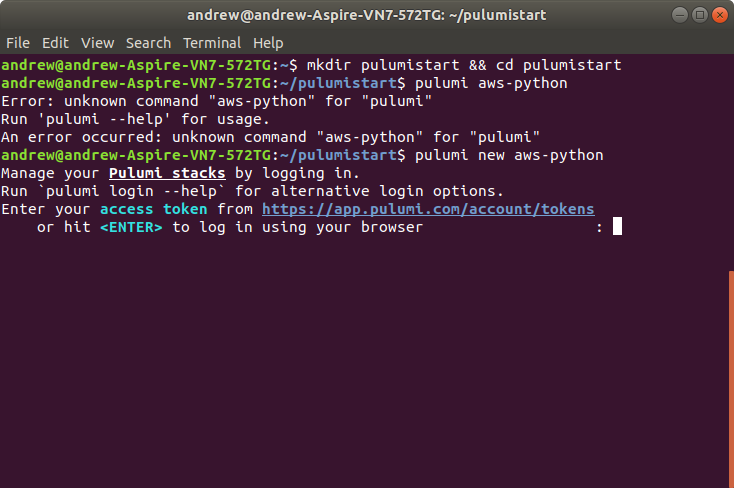 andrew@andrew-Aspire-VN7-572TG: ~/pulumistart
File Edit View Search Terminal Help
andrew@andrew-Aspire-VN7-572TG:~$ mkdir pulumistart && cd pulumistart
andrew@andrew-Aspire-VN7-572TG:~/pulumistart$ pulumi aws-python
Error: unknown command "aws-python" for "pulumi"
Run 'pulumi --help' for usage.
An error occurred: unknown command "aws-python" for "pulumi"
andrew@andrew-Aspire-VN7-572TG:~/pulumistart$ pulumi new aws-python
Manage your Pulumi stacks by logging in.
Run `pulumi login --help` for alternative login options.
Enter your access token from https://app.pulumi.com/account/tokens
    or hit <ENTER> to log in using your browser                   :